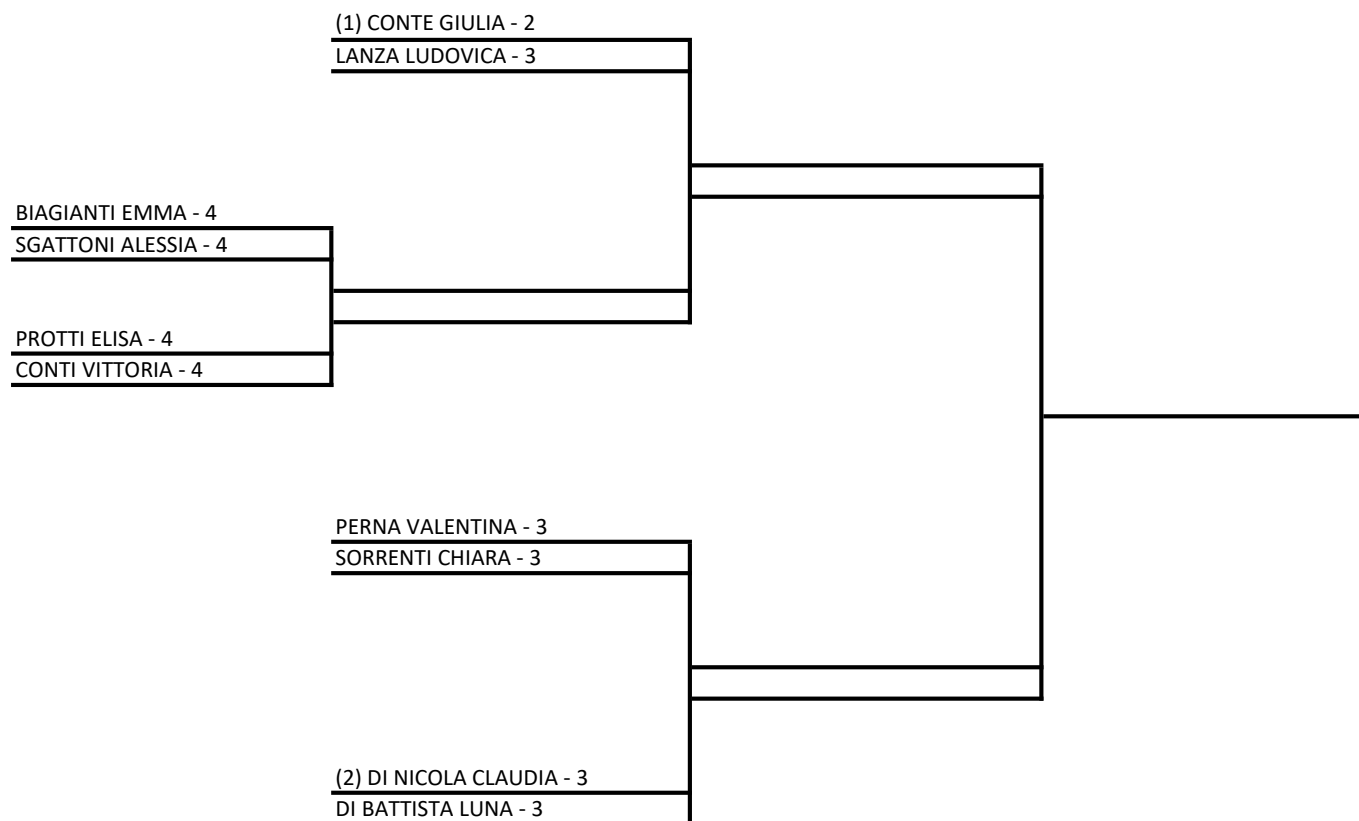 (1) CONTE GIULIA - 2
LANZA LUDOVICA - 3
BIAGIANTI EMMA - 4
SGATTONI ALESSIA - 4
PROTTI ELISA - 4
CONTI VITTORIA - 4
PERNA VALENTINA - 3
SORRENTI CHIARA - 3
(2) DI NICOLA CLAUDIA - 3
DI BATTISTA LUNA - 3